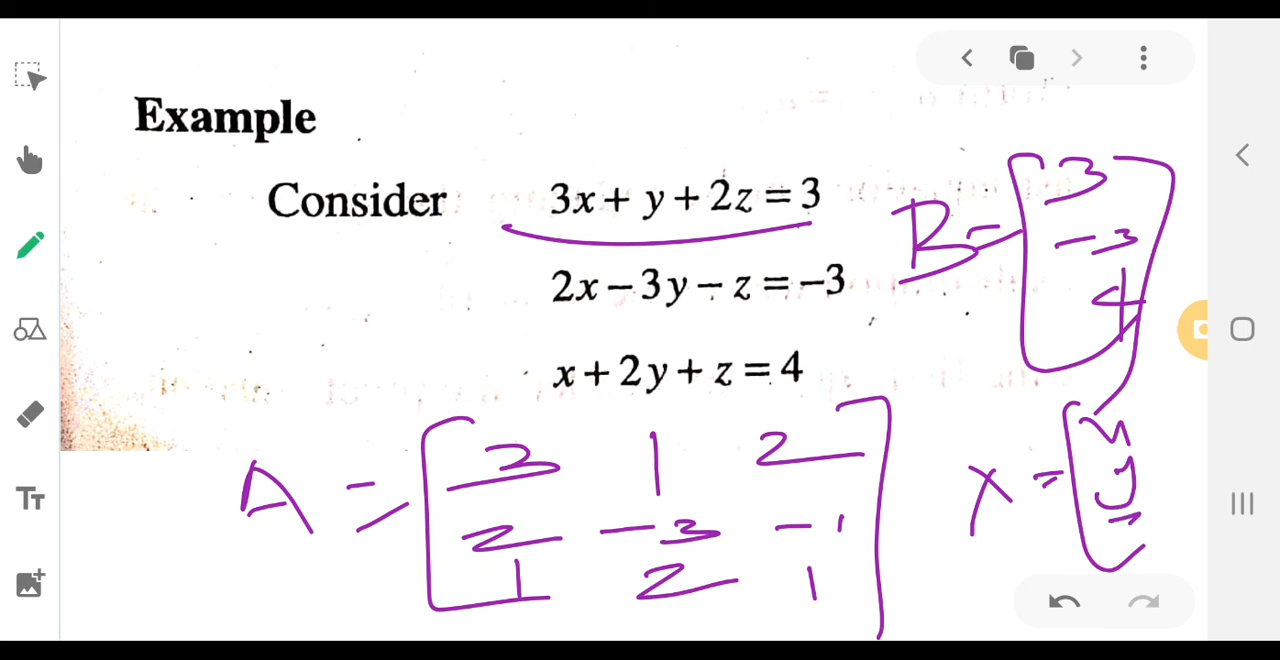 Example
Consider 3x + y + 2z = 3
2x − 3y − z = −3
x + 2y + z = 4
B = [3
−3
4]
A = [3 1 2
2 −3 −1
1 2 1]
X = [x
y
z]
Tт